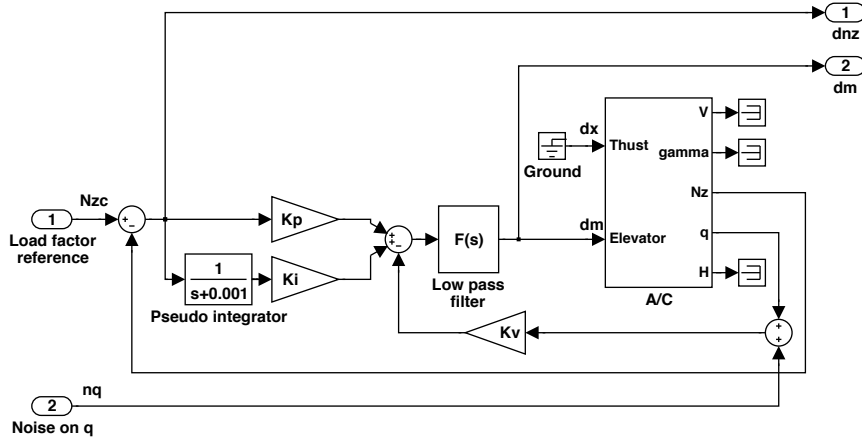 1
dnz
2
dm
V
dx
Thust
gamma
Ground
Nzc
Nz
1
+
-
Kp
Load factor
reference
+
+
-
F(s)
dm
Elevator
q
1
s+0.001
Ki
H
Low pass
filter
A/C
Pseudo integrator
Kv
+
+
nq
2
Noise on q